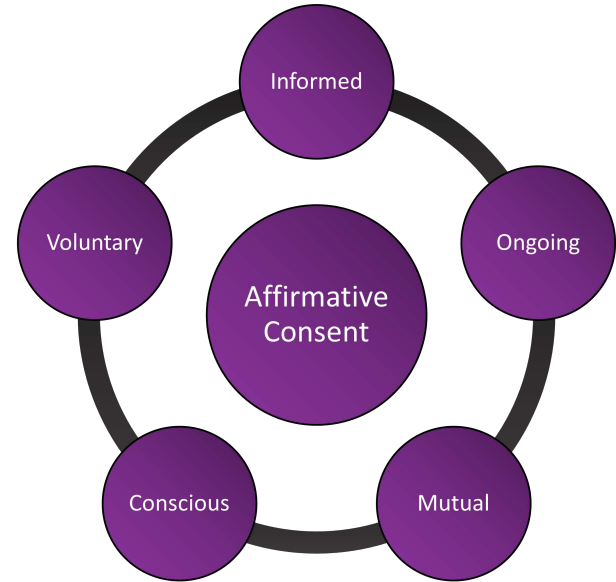 Informed
Voluntary
Ongoing
Affirmative
Consent
Conscious
Mutual